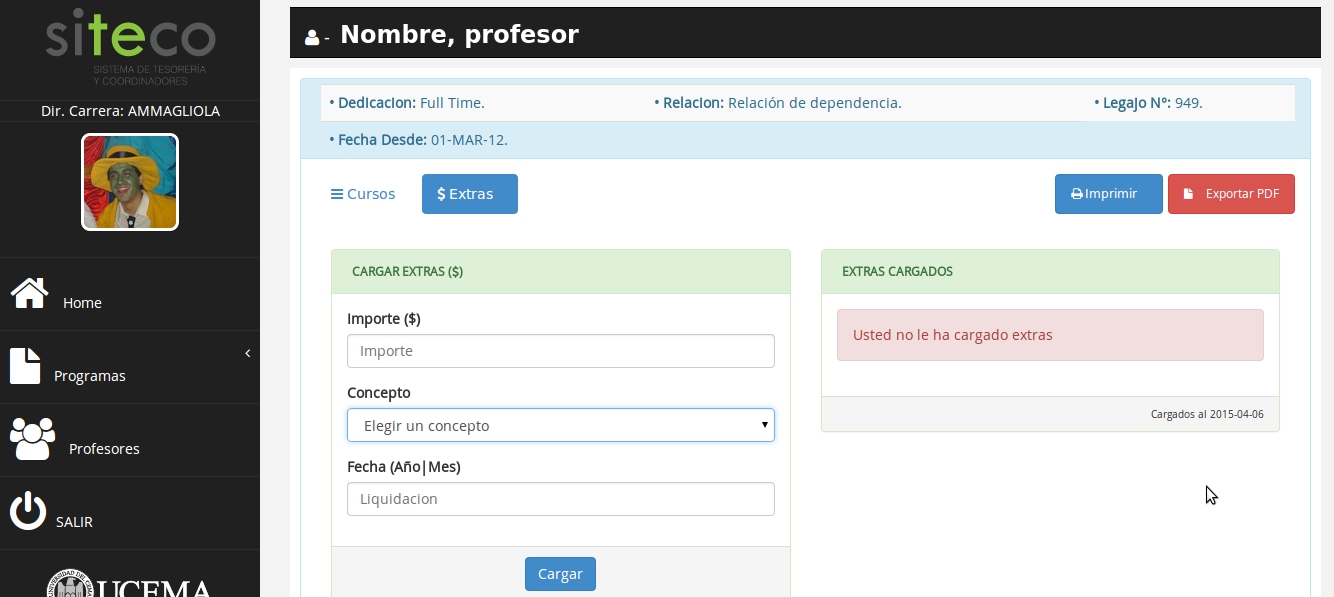 siteco
SISTEMA DE TESORERÍA
Y COORDINADORES
Dir. Carrera: AMMAGLIOLA
Home
Programas
Profesores
SALIR
UNIVERSIDAD DEL CEMA
UCEMA
- Nombre, profesor
• Dedicacion: Full Time.
• Relacion: Relación de dependencia.
• Legajo N°: 949.
• Fecha Desde: 01-MAR-12.
Cursos
$ Extras
Imprimir
Exportar PDF
CARGAR EXTRAS ($)
Importe ($)
Importe
Concepto
Elegir un concepto
Fecha (Año|Mes)
Liquidacion
Cargar
EXTRAS CARGADOS
Usted no le ha cargado extras
Cargados al 2015-04-06